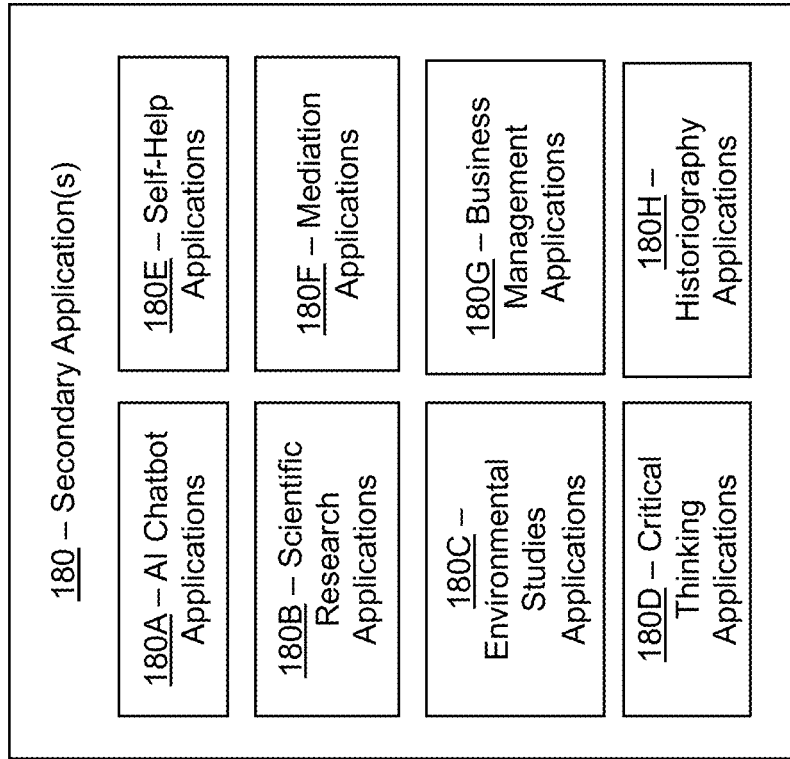 180 – Secondary Application(s)
180A – AI Chatbot
Applications
180E – Self-Help
Applications
180B – Scientific
Research
Applications
180F – Mediation
Applications
180C –
Environmental
Studies
Applications
180G – Business
Management
Applications
180D – Critical
Thinking
Applications
180H –
Historiography
Applications